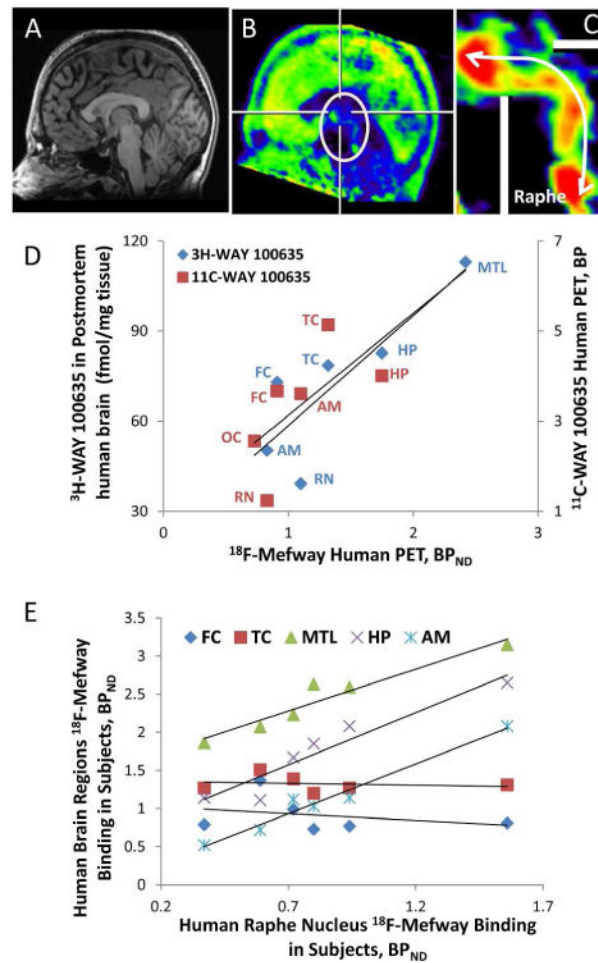 A
B
C
Raphe
D
3H-WAY 100635
11C-WAY 100635
³H-WAY 100635 in Postmortem
human brain (fmol/mg tissue)
120
90
60
30
7
5
3
1
¹¹C-WAY 100635 Human PET, BP
MTL
TC
TC
HP
HP
FC
FC
AM
OC
AM
RN
RN
0
1
2
3
¹⁸F-Mefway Human PET, BP_ND
E
FC
TC
MTL
HP
AM
Human Brain Regions ¹⁸F-Mefway
Binding in Subjects, BP_ND
3.5
3
2.5
2
1.5
1
0.5
0
0.2
0.7
1.2
1.7
Human Raphe Nucleus ¹⁸F-Mefway Binding
in Subjects, BP_ND